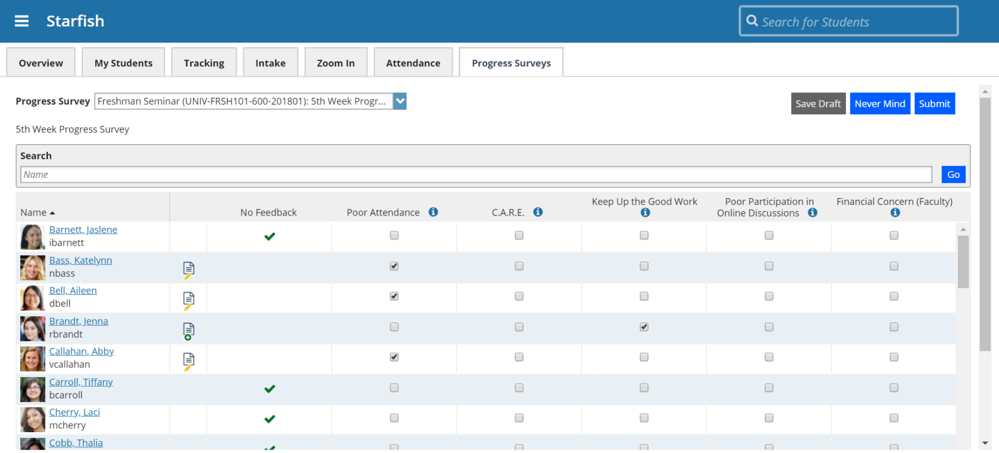 Starfish
Search for Students
Overview
My Students
Tracking
Intake
Zoom In
Attendance
Progress Surveys
Progress Survey
Freshman Seminar (UNIV-FRSH101-600-201801): 5th Week Progr...
Save Draft
Never Mind
Submit
5th Week Progress Survey
Search
Name
Go
Name
No Feedback
Poor Attendance
C.A.R.E.
Keep Up the Good Work
Poor Participation in
Online Discussions
Financial Concern (Faculty)
Barnett, Jaslene
ibarnett
Bass, Katelynn
nbass
Bell, Aileen
dbell
Brandt, Jenna
rbrandt
Callahan, Abby
vcallahan
Carroll, Tiffany
bcarroll
Cherry, Laci
mcherry
Cobb, Thalia